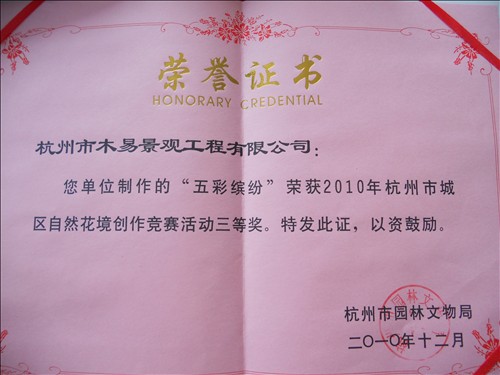 荣誉证书
HONORARY CREDENTIAL
杭州市木易景观工程有限公司：
您单位制作的“五彩缤纷”荣获2010年杭州市城
区自然花境创作竞赛活动三等奖。特发此证，以资鼓励。
杭州市园林文物局
二○一○年十二月